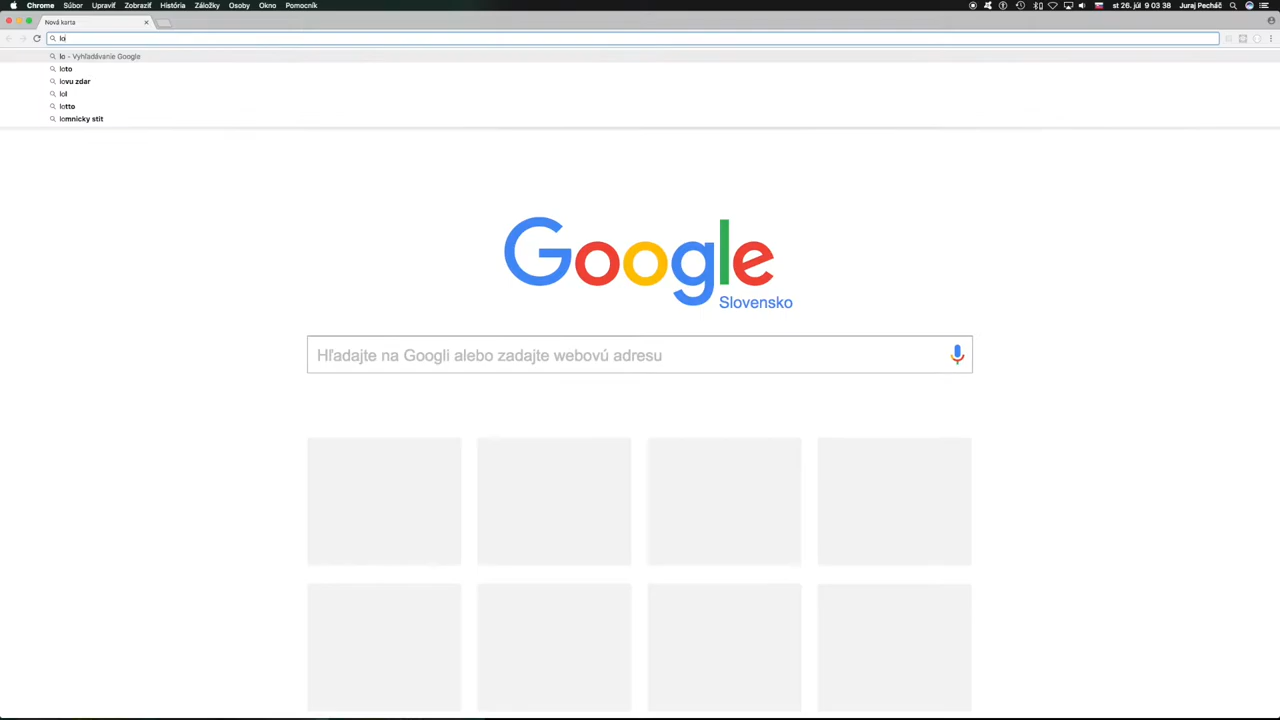 Chrome Súbor Upraviť Zobraziť História Záložky Osoby Okno Pomocník st 26. júl 9 03 38 Juraj Pecháč
Nová karta
lo
lo - Vyhľadávanie Google
loto
lovu zdar
lol
lotto
lomnicky stit
Google
Slovensko
Hľadajte na Googli alebo zadajte webovú adresu